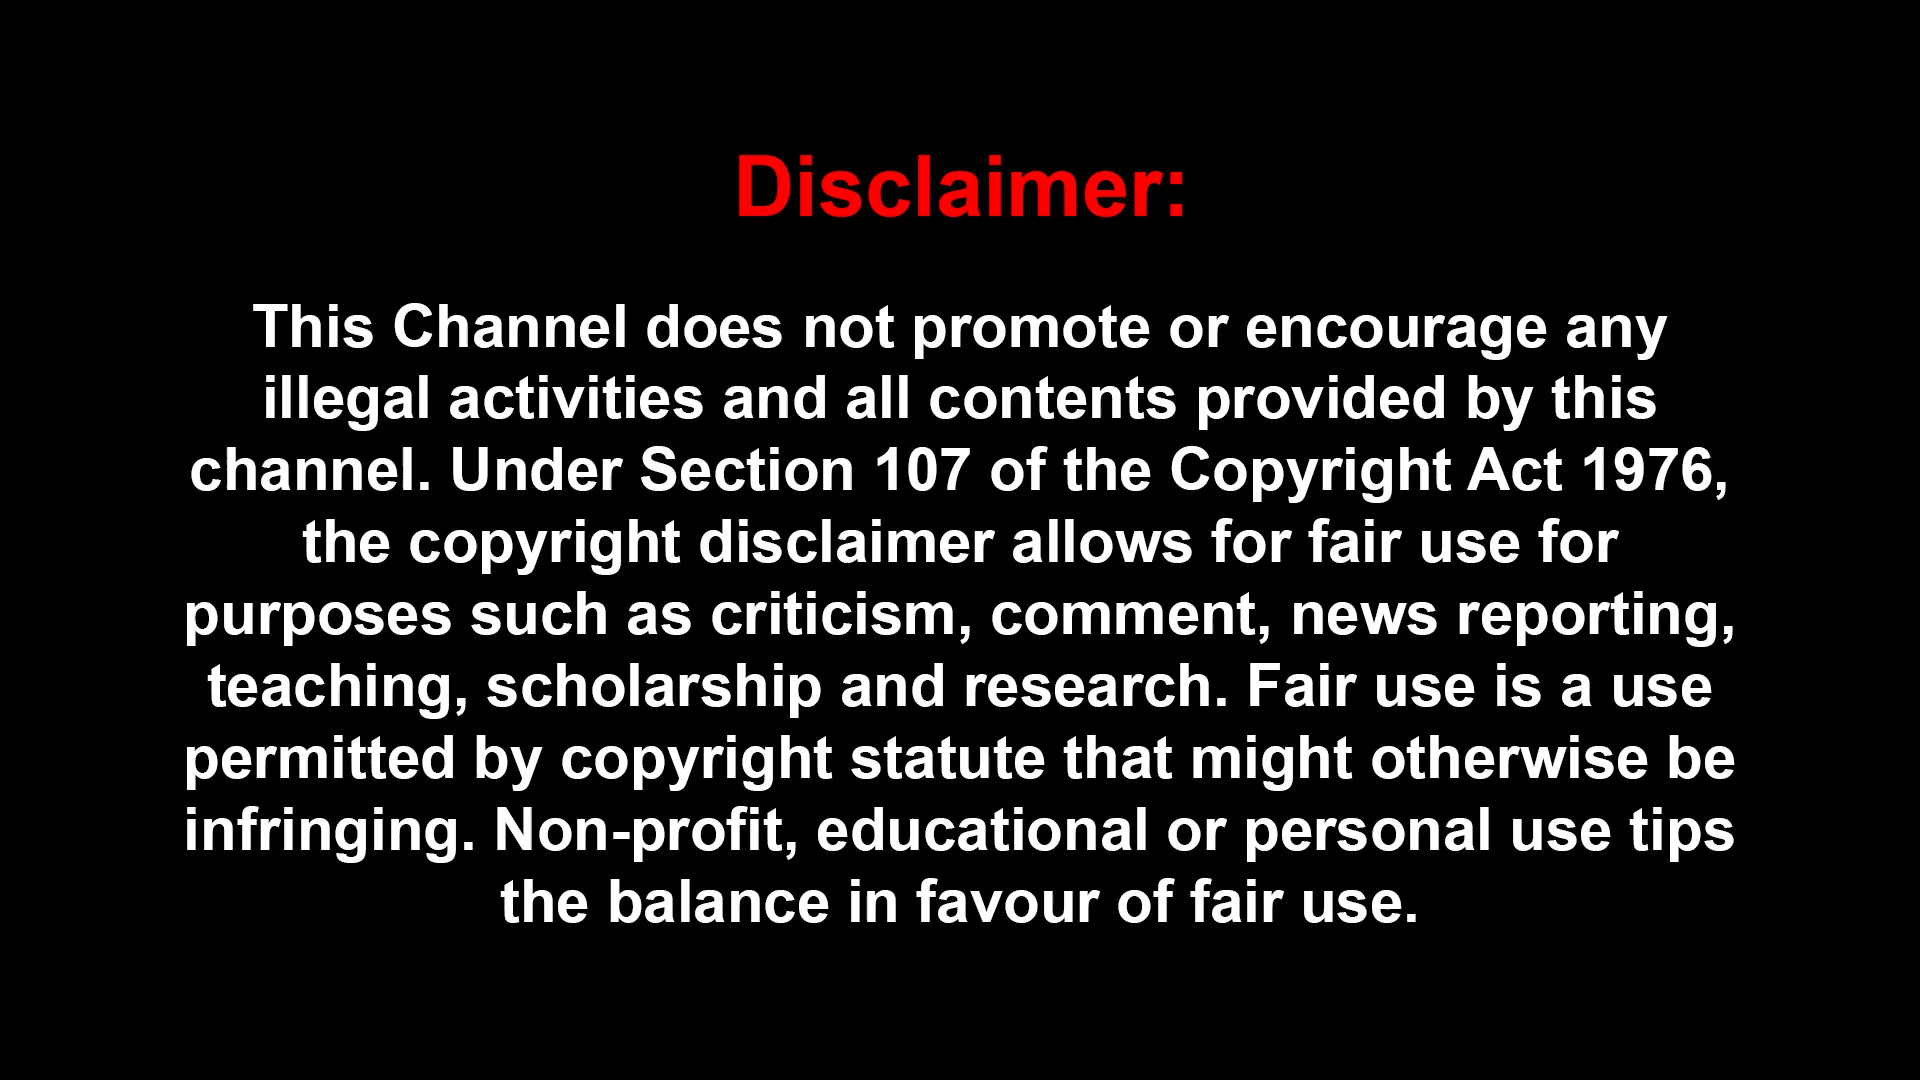 Disclaimer:
This Channel does not promote or encourage any
illegal activities and all contents provided by this
channel. Under Section 107 of the Copyright Act 1976,
the copyright disclaimer allows for fair use for
purposes such as criticism, comment, news reporting,
teaching, scholarship and research. Fair use is a use
permitted by copyright statute that might otherwise be
infringing. Non-profit, educational or personal use tips
the balance in favour of fair use.